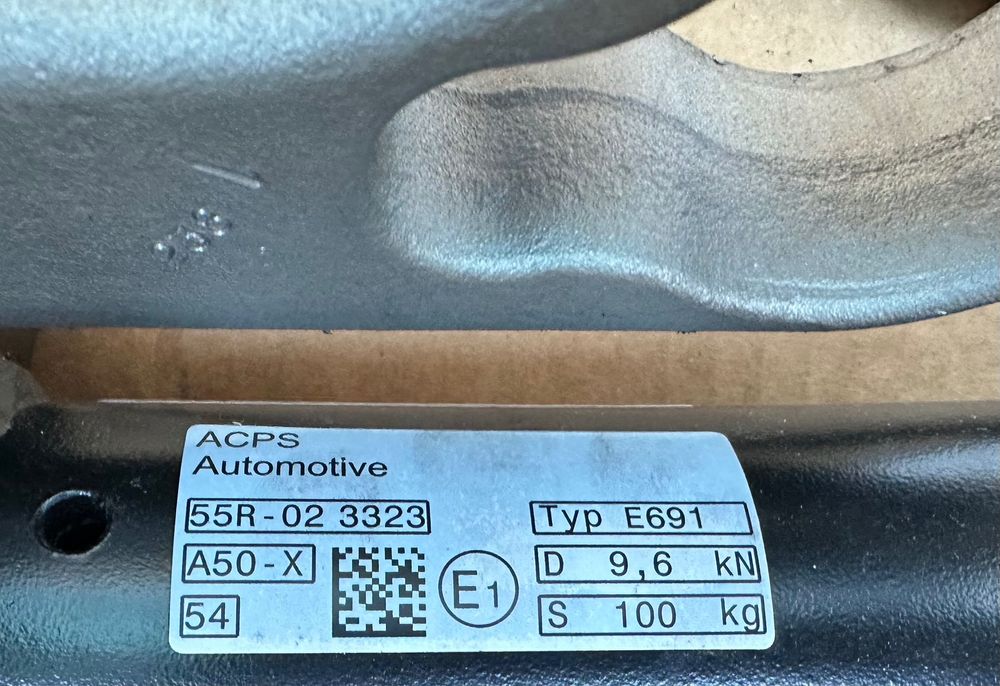 ACPS
Automotive
55R-02 3323
Typ E691
A50-X
E1
D 9,6 kN
54
S 100 kg